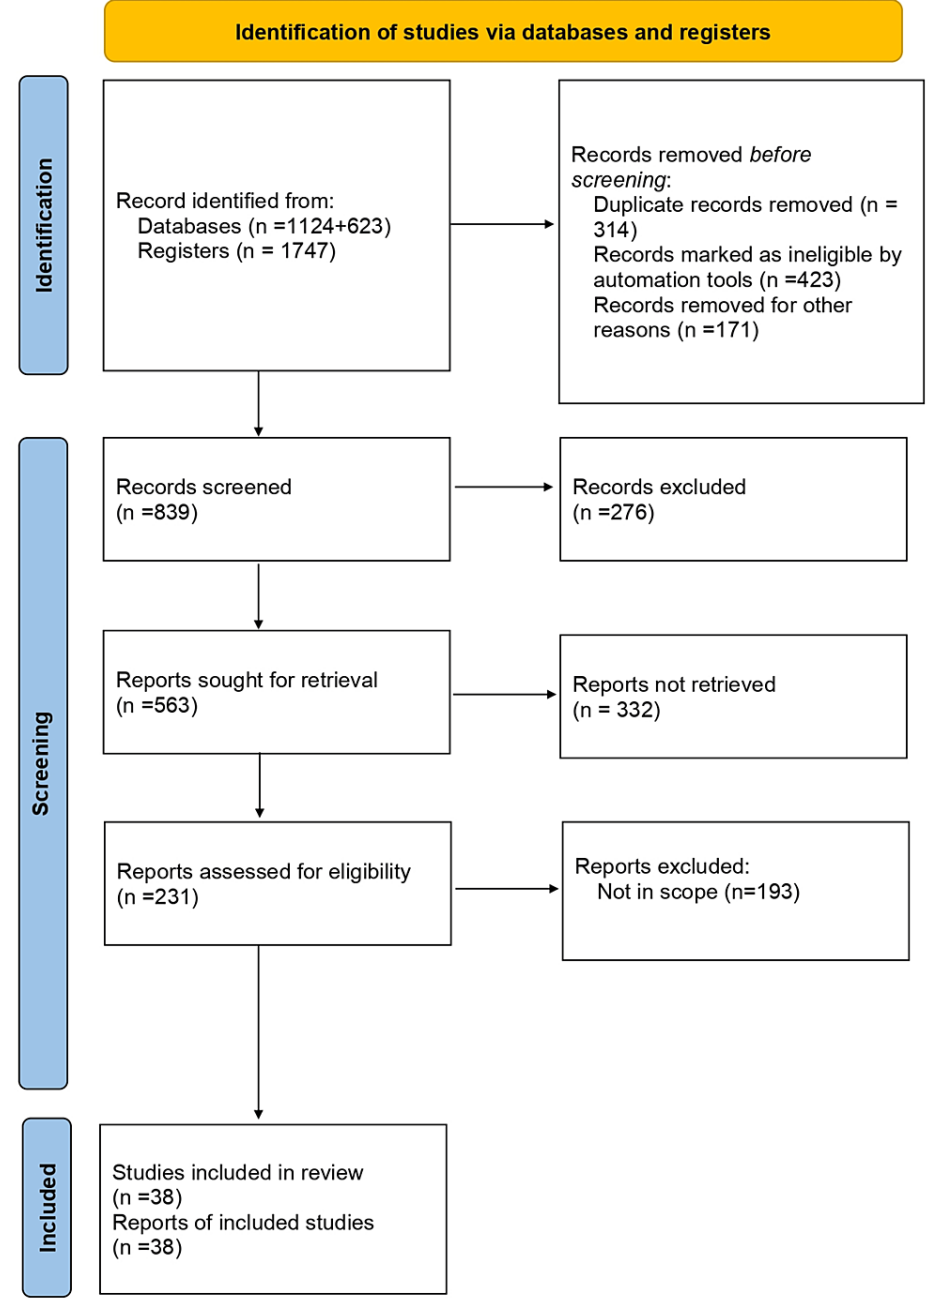 Identification of studies via databases and registers
Identification
Record identified from:
Databases (n =1124+623)
Registers (n = 1747)
Records removed before
screening:
Duplicate records removed (n =
314)
Records marked as ineligible by
automation tools (n =423)
Records removed for other
reasons (n =171)
Screening
Records screened
(n =839)
Records excluded
(n =276)
Reports sought for retrieval
(n =563)
Reports not retrieved
(n = 332)
Reports assessed for eligibility
(n =231)
Reports excluded:
Not in scope (n=193)
Included
Studies included in review
(n =38)
Reports of included studies
(n =38)